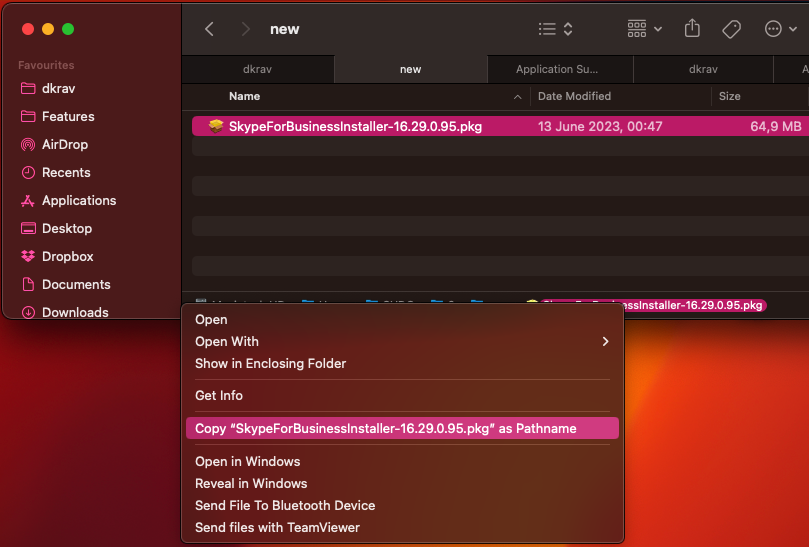 new
Favourites
dkrav
Features
AirDrop
Recents
Applications
Desktop
Dropbox
Documents
Downloads
dkrav
new
Application Su...
dkrav
A
Name
Date Modified
Size
SkypeForBusinessInstaller-16.29.0.95.pkg
13 June 2023, 00:47
64,9 MB
Installer-16.29.0.95.pkg
Open
Open With
Show in Enclosing Folder
Get Info
Copy “SkypeForBusinessInstaller-16.29.0.95.pkg” as Pathname
Open in Windows
Reveal in Windows
Send File To Bluetooth Device
Send files with TeamViewer